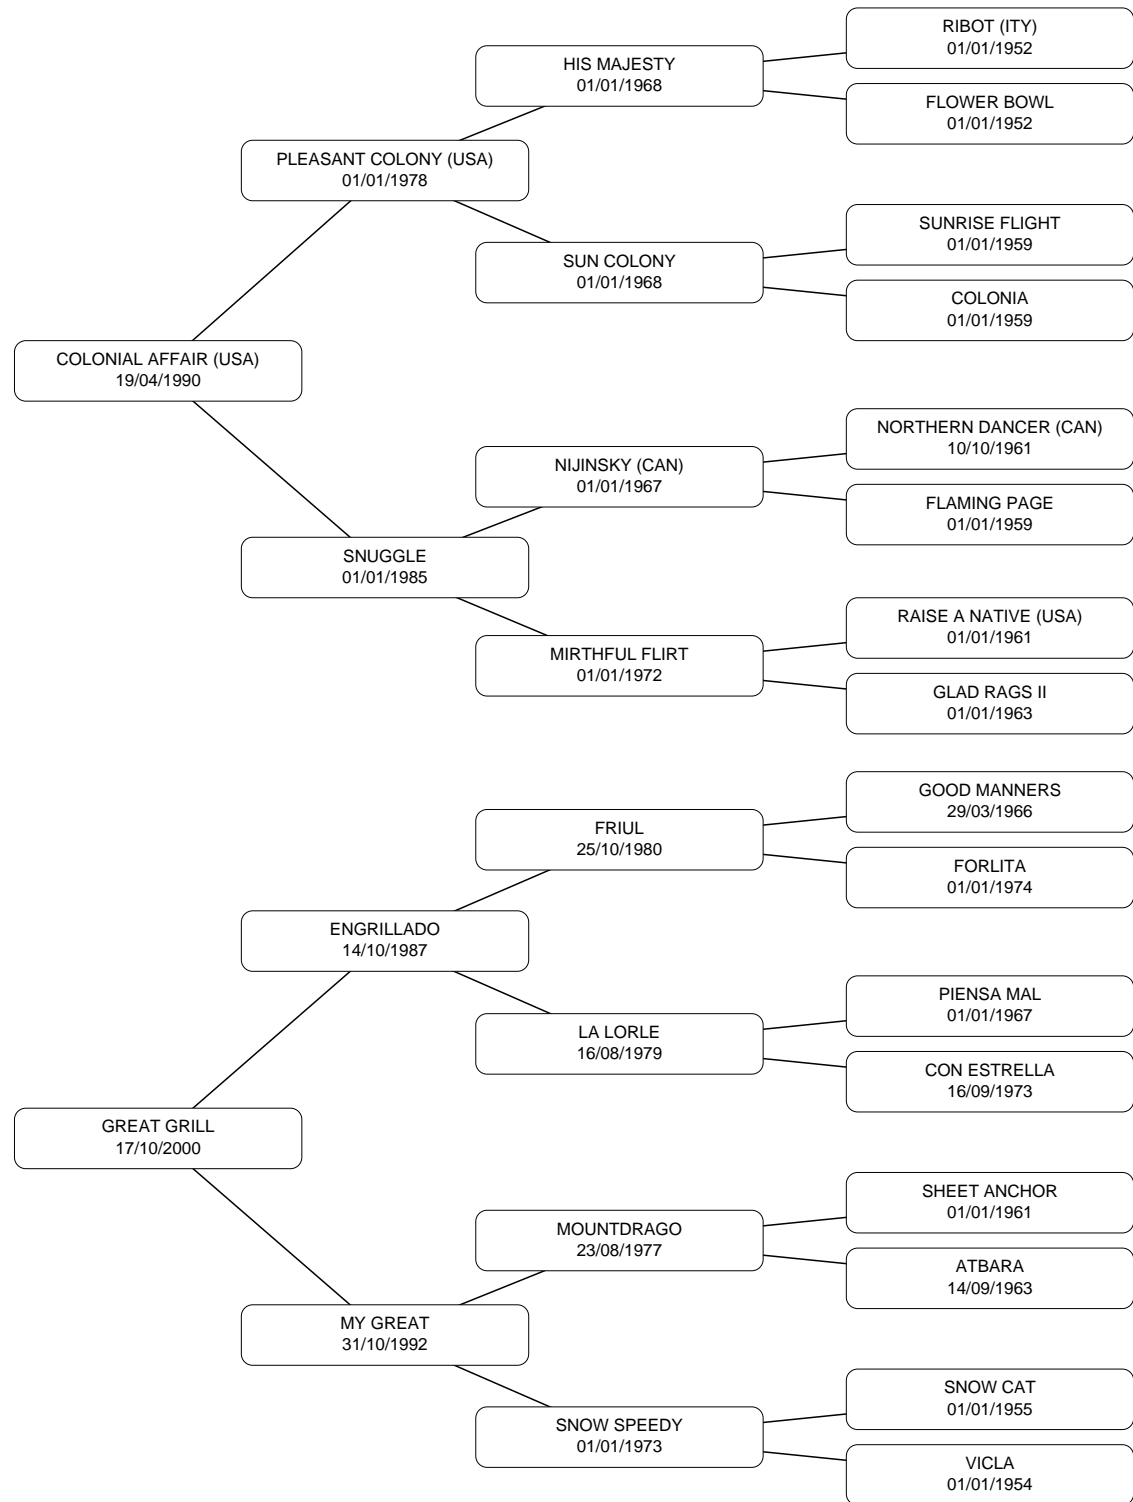 RIBOT (ITY)
01/01/1952
HIS MAJESTY
01/01/1968
FLOWER BOWL
01/01/1952
PLEASANT COLONY (USA)
01/01/1978
SUNRISE FLIGHT
01/01/1959
SUN COLONY
01/01/1968
COLONIA
01/01/1959
COLONIAL AFFAIR (USA)
19/04/1990
NORTHERN DANCER (CAN)
10/10/1961
NIJINSKY (CAN)
01/01/1967
FLAMING PAGE
01/01/1959
SNUGGLE
01/01/1985
RAISE A NATIVE (USA)
01/01/1961
MIRTHFUL FLIRT
01/01/1972
GLAD RAGS II
01/01/1963
GOOD MANNERS
29/03/1966
FRIUL
25/10/1980
FORLITA
01/01/1974
ENGRILLADO
14/10/1987
PIENSA MAL
01/01/1967
LA LORLE
16/08/1979
CON ESTRELLA
16/09/1973
GREAT GRILL
17/10/2000
SHEET ANCHOR
01/01/1961
MOUNTDRAGO
23/08/1977
ATBARA
14/09/1963
MY GREAT
31/10/1992
SNOW CAT
01/01/1955
SNOW SPEEDY
01/01/1973
VICLA
01/01/1954